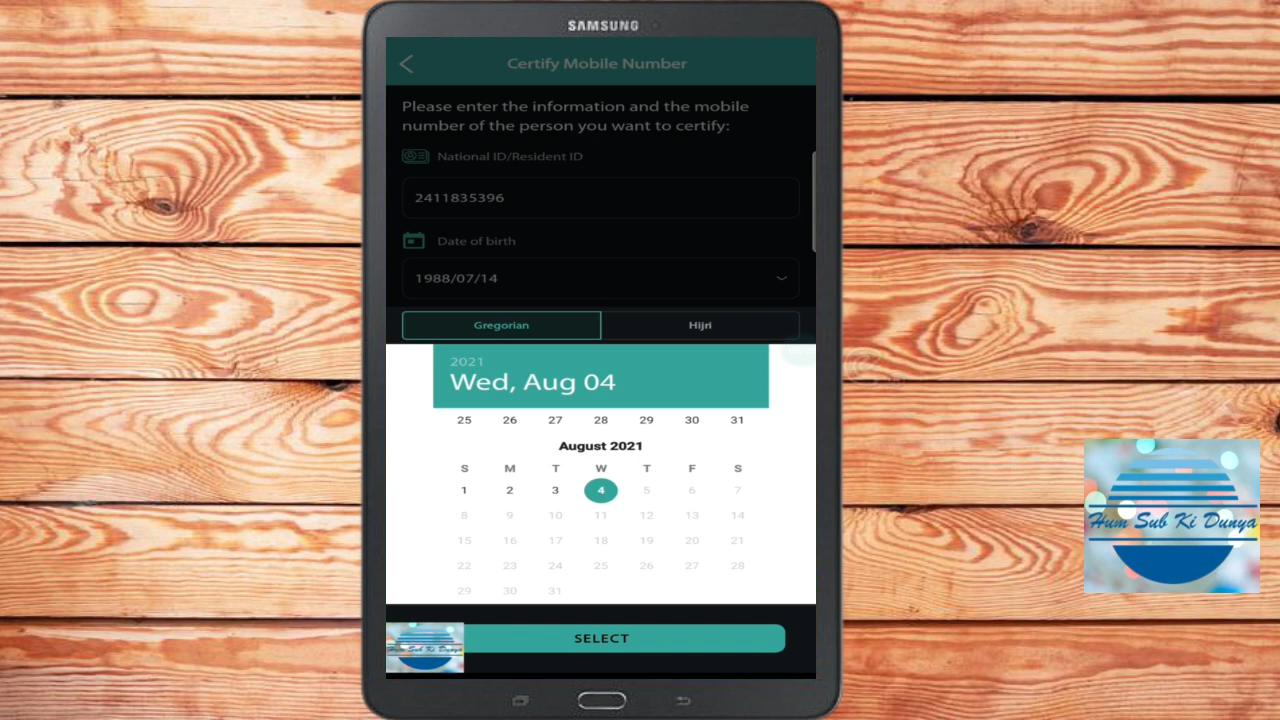 SAMSUNG
Certify Mobile Number
Please enter the information and the mobile
number of the person you want to certify:
National ID/Resident ID
2411835396
Date of birth
1988/07/14
Gregorian Hijri
2021
Wed, Aug 04
25 26 27 28 29 30 31
August 2021
S M T W T F S
1 2 3 4 5 6 7
8 9 10 11 12 13 14
15 16 17 18 19 20 21
22 23 24 25 26 27 28
29 30 31
SELECT
Hum Sub Ki Dunya
Hum Sub Ki Dunya